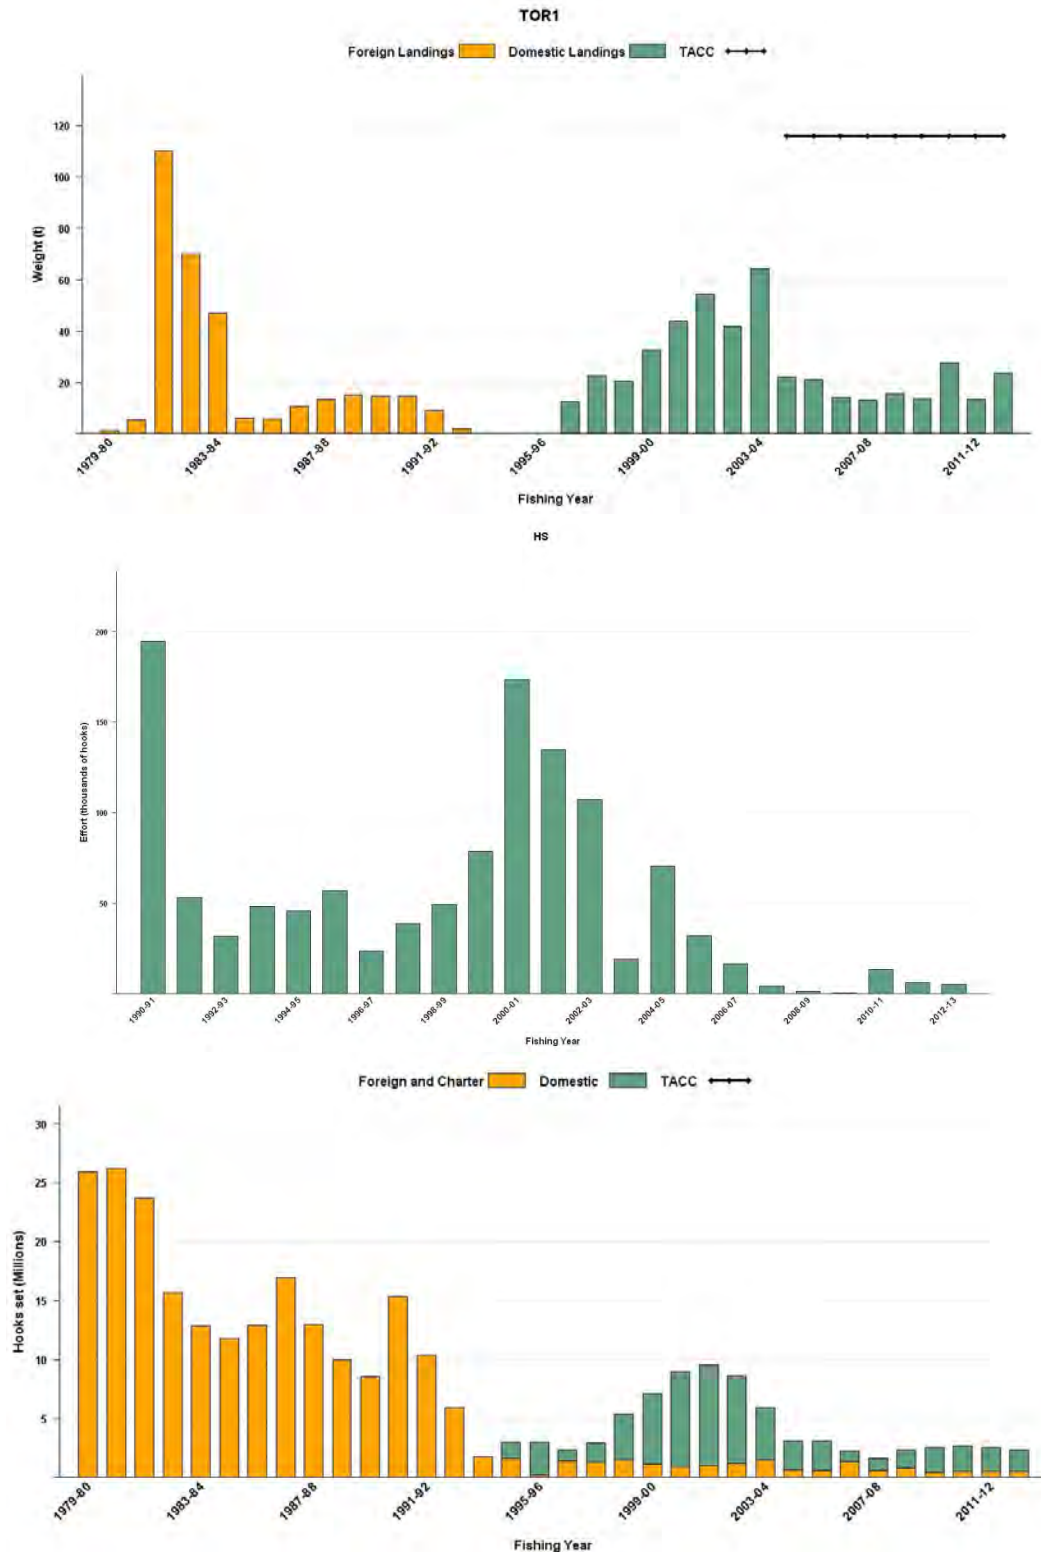 TOR1
Foreign Landings Domestic Landings TACC
120
100
80
60
40
20
Weight (t)
1979-80 1983-84 1987-88 1991-92 1995-96 1999-00 2003-04 2007-08 2011-12
Fishing Year
HS
200
150
100
50
Effort (thousands of hooks)
1990-91 1992-93 1994-95 1996-97 1998-99 2000-01 2002-03 2004-05 2006-07 2008-09 2010-11 2012-13
Fishing Year
Foreign and Charter Domestic TACC
30
25
20
15
10
5
Hooks set (Millions)
1979-80 1983-84 1987-88 1991-92 1995-96 1999-00 2003-04 2007-08 2011-12
Fishing Year